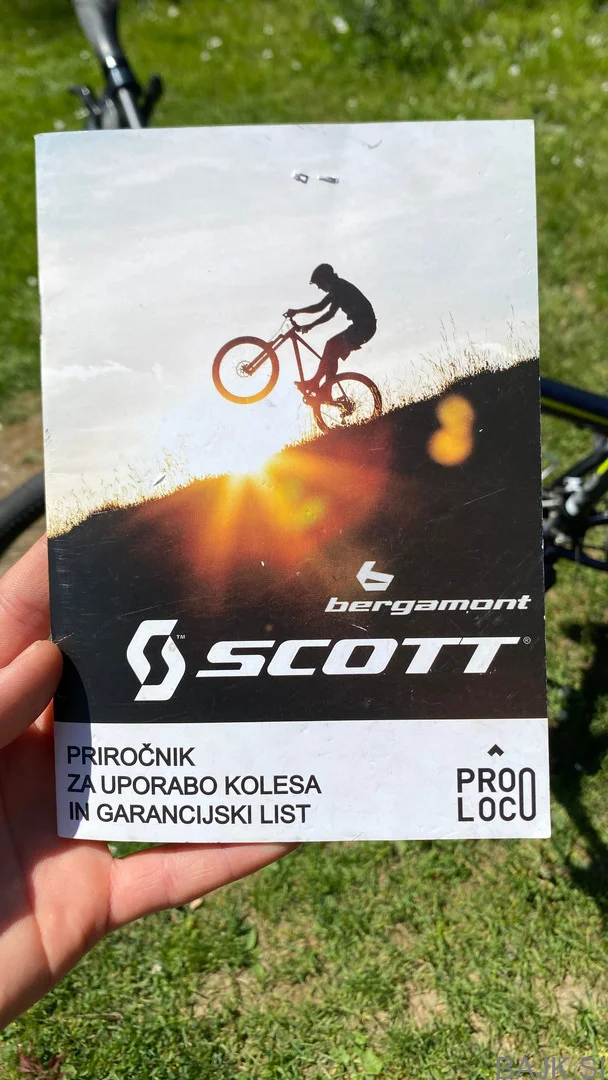 bergamont
SCOTT®
PRIROČNIK
ZA UPORABO KOLESA
IN GARANCIJSKI LIST
PRO
LOCO
BAJK.SI